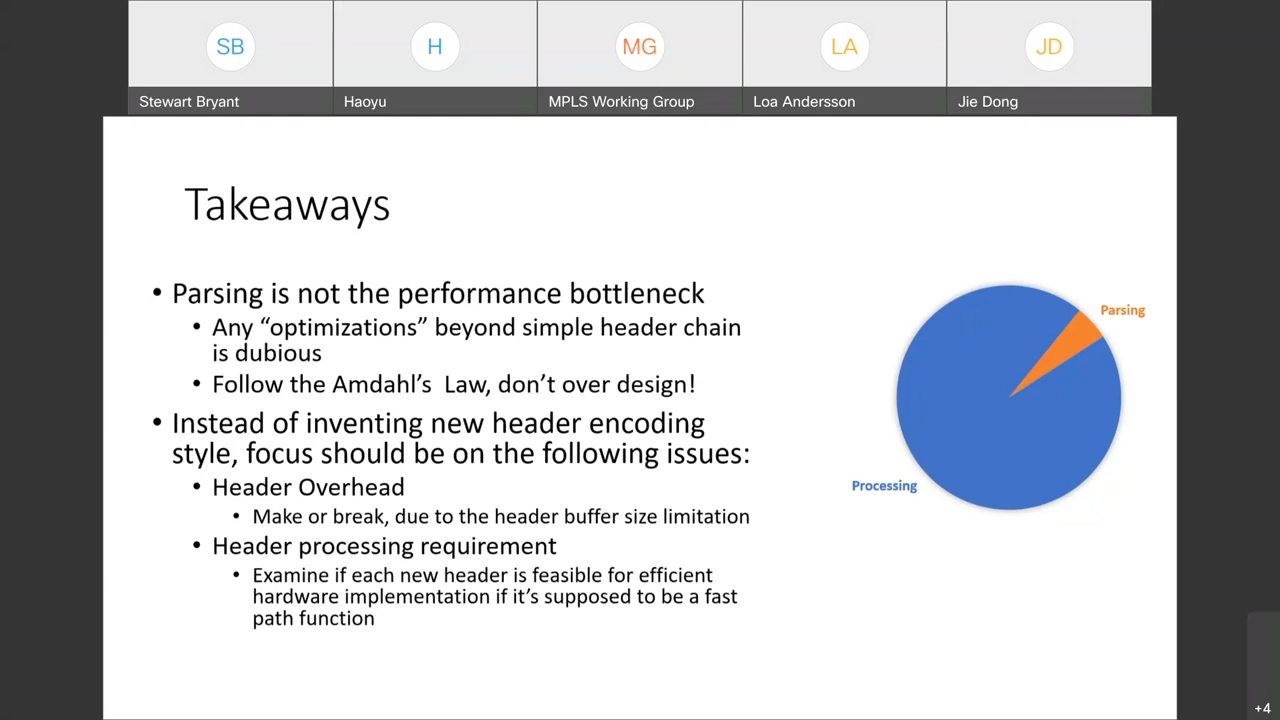 SB
H
MG
LA
JD
Stewart Bryant
Haoyu
MPLS Working Group
Loa Andersson
Jie Dong
Takeaways
• Parsing is not the performance bottleneck
• Any “optimizations” beyond simple header chain
is dubious
• Follow the Amdahl’s Law, don’t over design!
• Instead of inventing new header encoding
style, focus should be on the following issues:
• Header Overhead
• Make or break, due to the header buffer size limitation
• Header processing requirement
• Examine if each new header is feasible for efficient
hardware implementation if it’s supposed to be a fast
path function
Parsing
Processing
+4